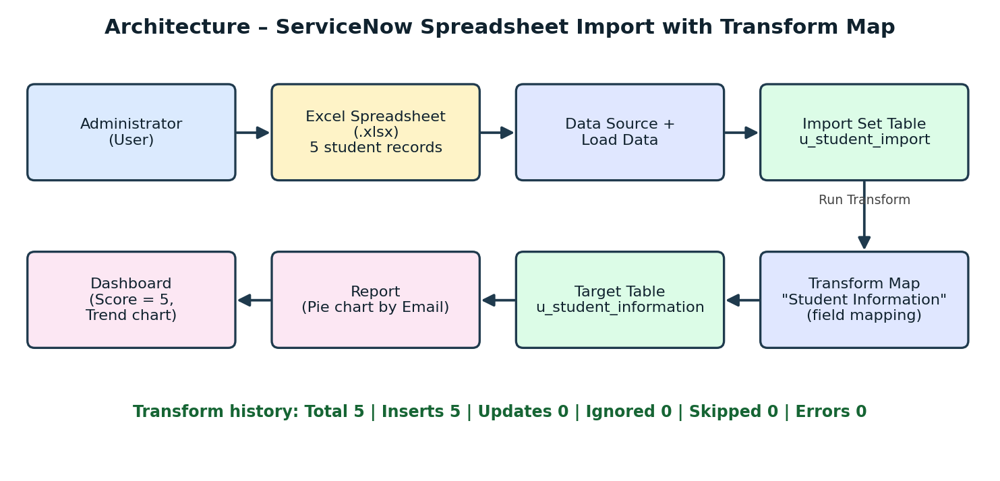 Architecture – ServiceNow Spreadsheet Import with Transform Map
Administrator
(User)
Excel Spreadsheet
(.xlsx)
5 student records
Data Source +
Load Data
Import Set Table
u_student_import
Run Transform
Transform Map
"Student Information"
(field mapping)
Target Table
u_student_information
Report
(Pie chart by Email)
Dashboard
(Score = 5,
Trend chart)
Transform history: Total 5 | Inserts 5 | Updates 0 | Ignored 0 | Skipped 0 | Errors 0